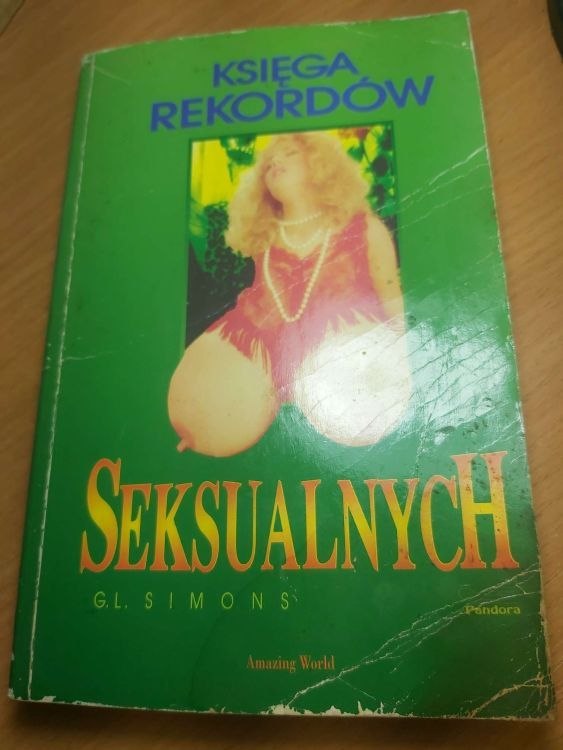 KSIĘGA
REKORDÓW
SEKSUALNYCH
G.L. SIMONS
Pandora
Amazing World